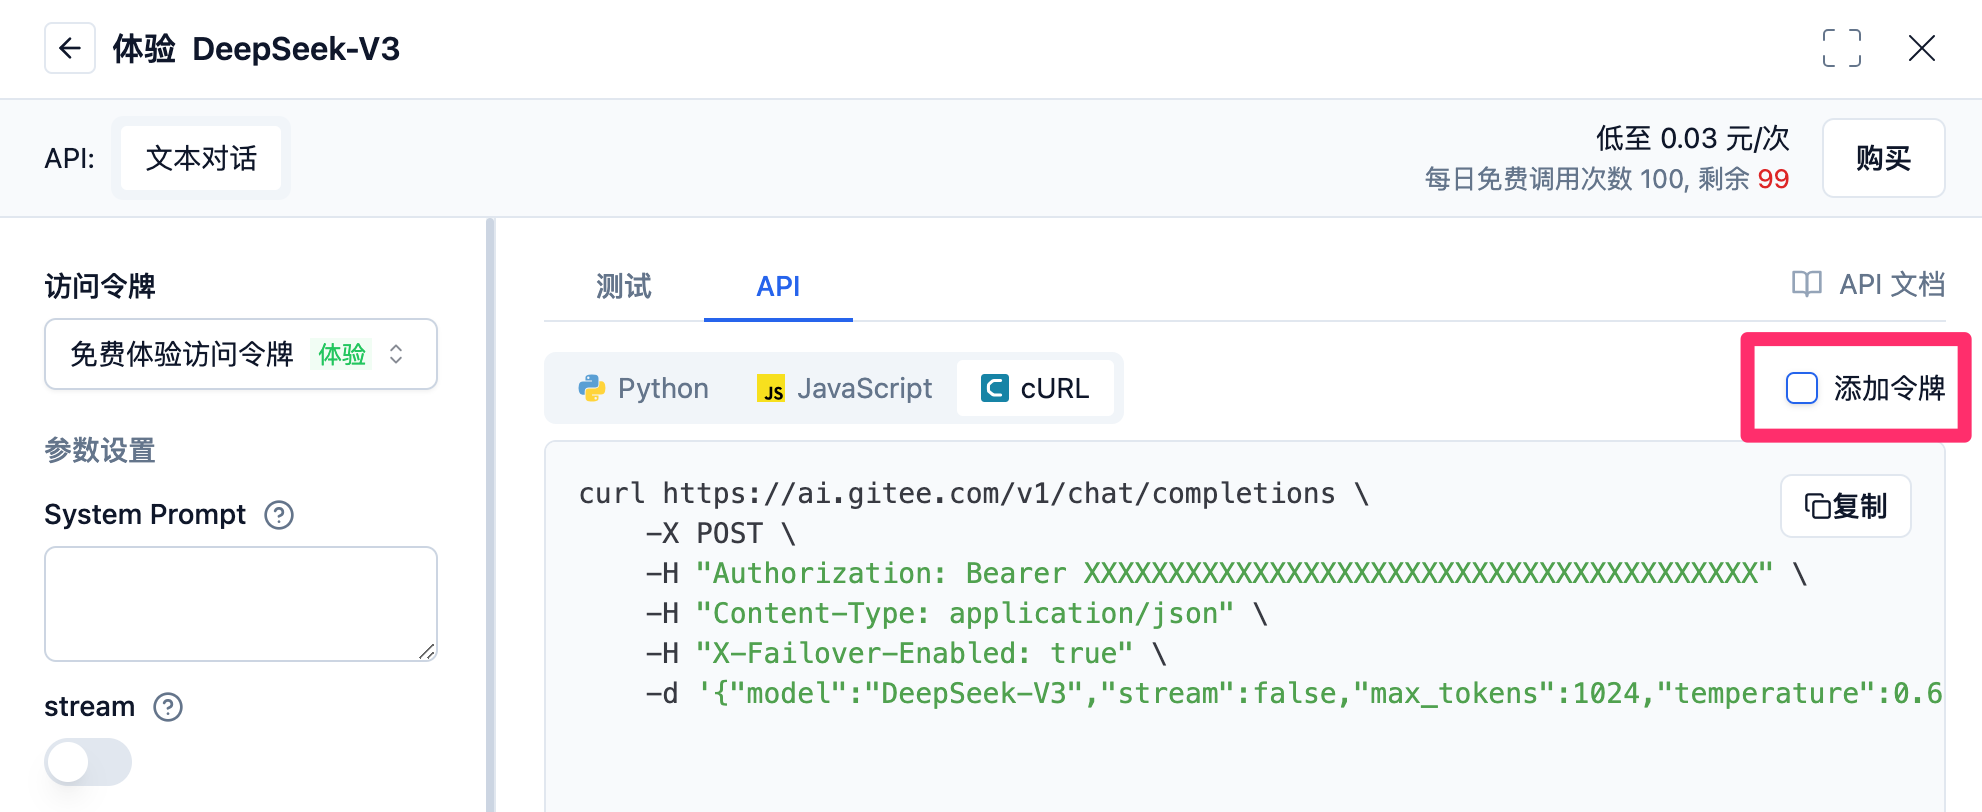 体验 DeepSeek-V3
API:
文本对话
低至 0.03 元/次
每日免费调用次数 100, 剩余 99
购买
访问令牌
免费体验访问令牌 体验
参数设置
System Prompt ?
stream ?
测试
API
API 文档
Python
JS JavaScript
C cURL
添加令牌
复制
curl https://ai.gitee.com/v1/chat/completions \
-X POST \
-H "Authorization: Bearer XXXXXXXXXXXXXXXXXXXXXXXXXXXXXXXXXXXXXXXX" \
-H "Content-Type: application/json" \
-H "X-Failover-Enabled: true" \
-d '{"model":"DeepSeek-V3","stream":false,"max_tokens":1024,"temperature":0.6